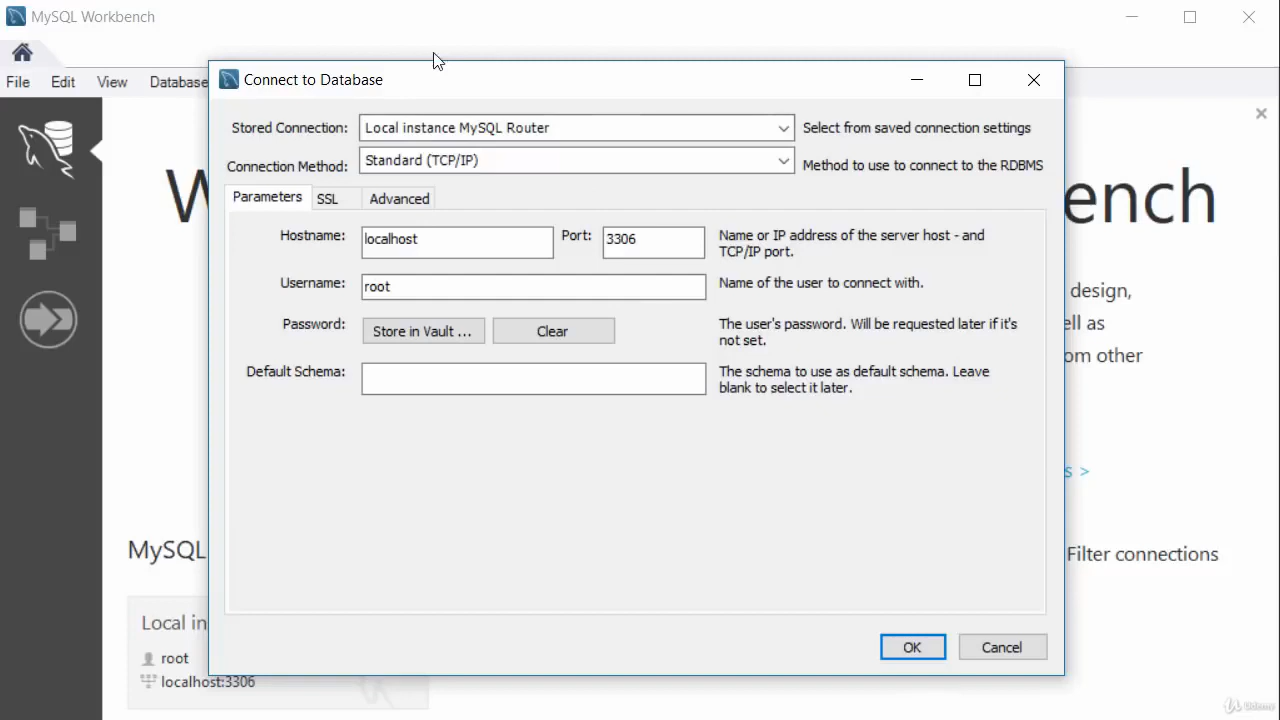 MySQL Workbench
File Edit View Database
Connect to Database
Stored Connection: Local instance MySQL Router Select from saved connection settings
Connection Method: Standard (TCP/IP) Method to use to connect to the RDBMS
Parameters SSL Advanced
Hostname: localhost Port: 3306 Name or IP address of the server host - and
TCP/IP port.
Username: root Name of the user to connect with.
Password: Store in Vault ... Clear The user's password. Will be requested later if it's
not set.
Default Schema: The schema to use as default schema. Leave
blank to select it later.
OK Cancel
W
ench
design,
ll as
om other
s >
MySQL
Filter connections
Local in
root
localhost:3306
Udemy